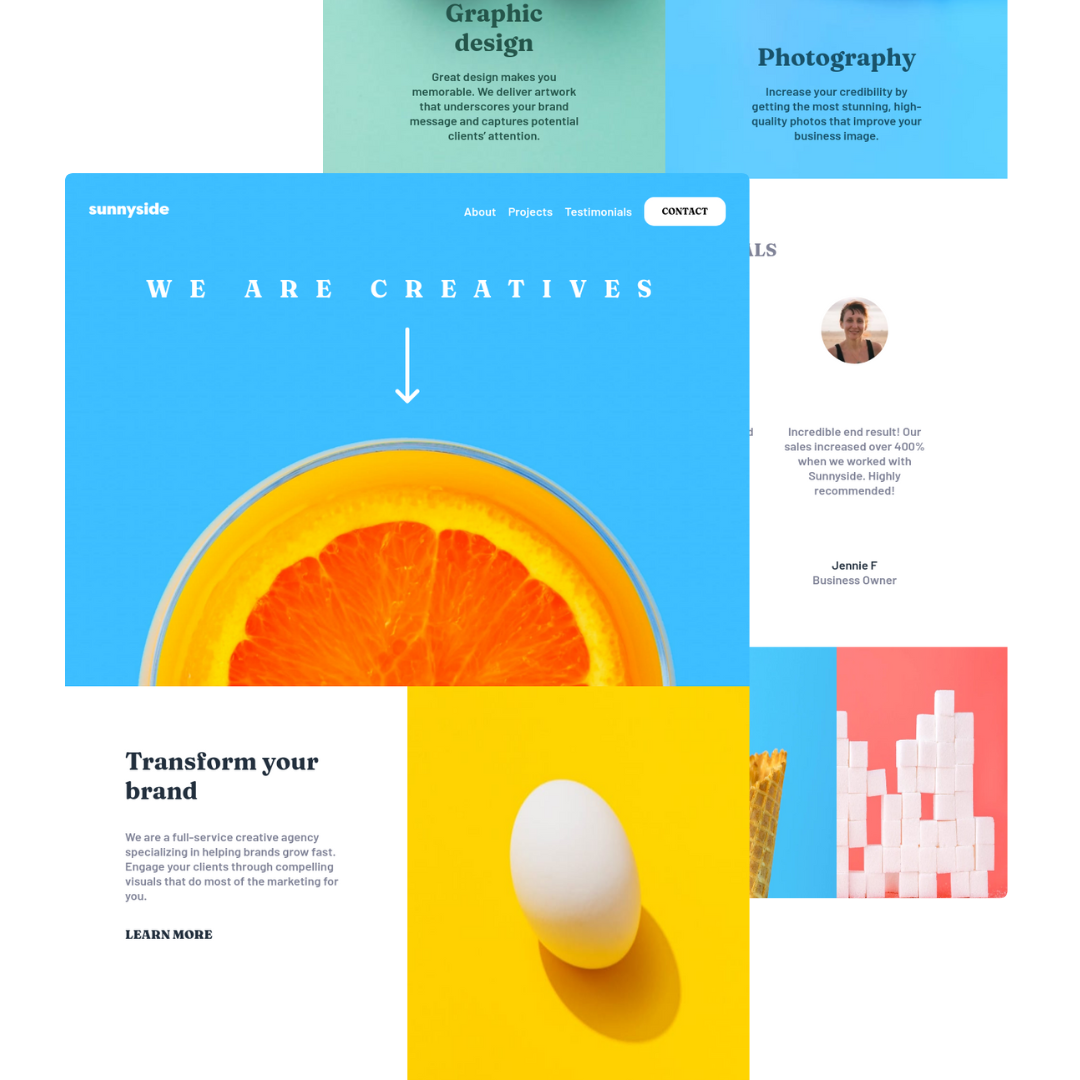 Graphic
design
Great design makes you
memorable. We deliver artwork
that underscores your brand
message and captures potential
clients' attention.
Photography
Increase your credibility by
getting the most stunning, high-
quality photos that improve your
business image.
sunnyside
About Projects Testimonials CONTACT
WE ARE CREATIVES
ALS
Incredible end result! Our
sales increased over 400%
when we worked with
Sunnyside. Highly
recommended!
Jennie F
Business Owner
Transform your
brand
We are a full-service creative agency
specializing in helping brands grow fast.
Engage your clients through compelling
visuals that do most of the marketing for
you.
LEARN MORE